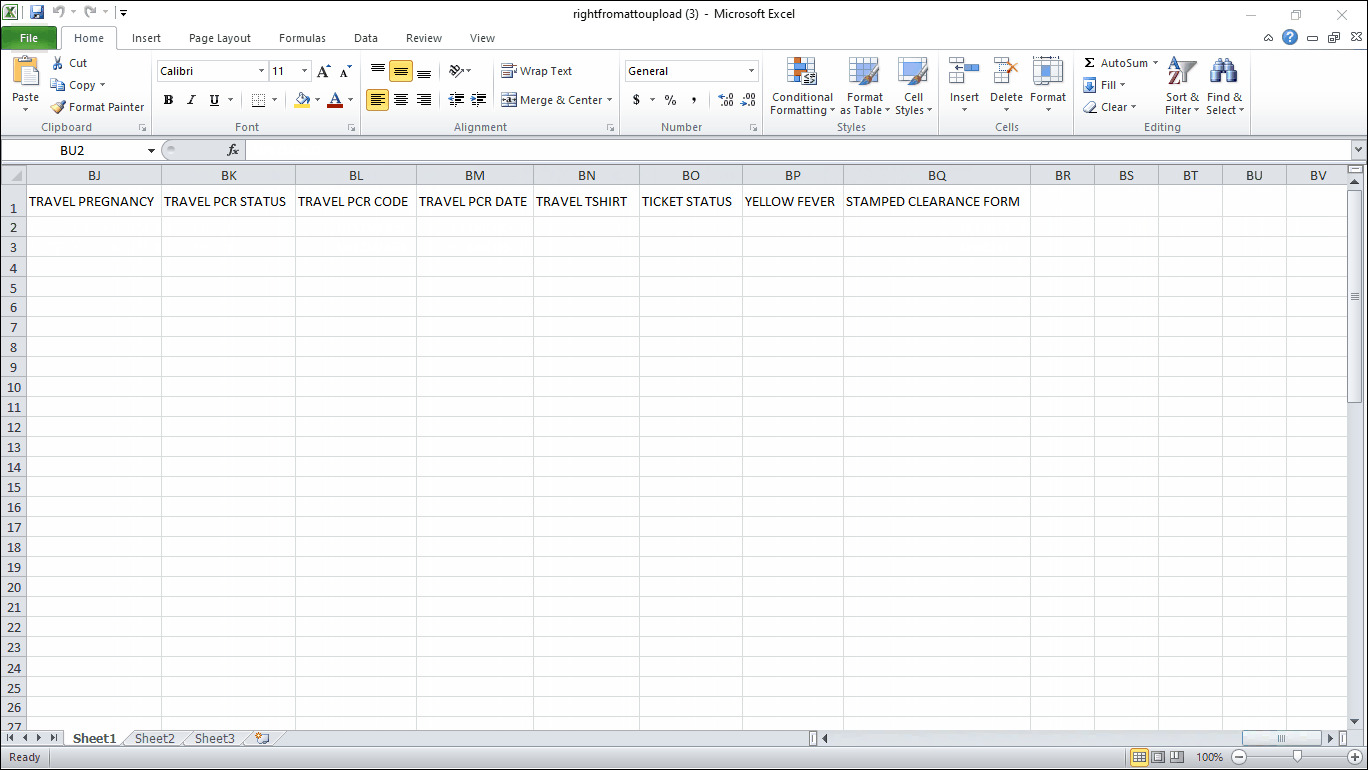 rightfromattoupload (3) - Microsoft Excel
File Home Insert Page Layout Formulas Data Review View
Paste
Cut
Copy
Format Painter
Clipboard
Calibri 11
B I U
Font
Wrap Text
Merge & Center
Alignment
General
$ % ,
Number
Conditional Formatting
Format as Table
Cell Styles
Styles
Insert Delete Format
Cells
Σ AutoSum
Fill
Clear
Sort & Filter
Find & Select
Editing
BU2 fx
BJ BK BL BM BN BO BP BQ BR BS BT BU BV
1 TRAVEL PREGNANCY TRAVEL PCR STATUS TRAVEL PCR CODE TRAVEL PCR DATE TRAVEL TSHIRT TICKET STATUS YELLOW FEVER STAMPED CLEARANCE FORM
2
3
4
5
6
7
8
9
10
11
12
13
14
15
16
17
18
19
20
21
22
23
24
25
26
27
Sheet1 Sheet2 Sheet3
Ready 100%